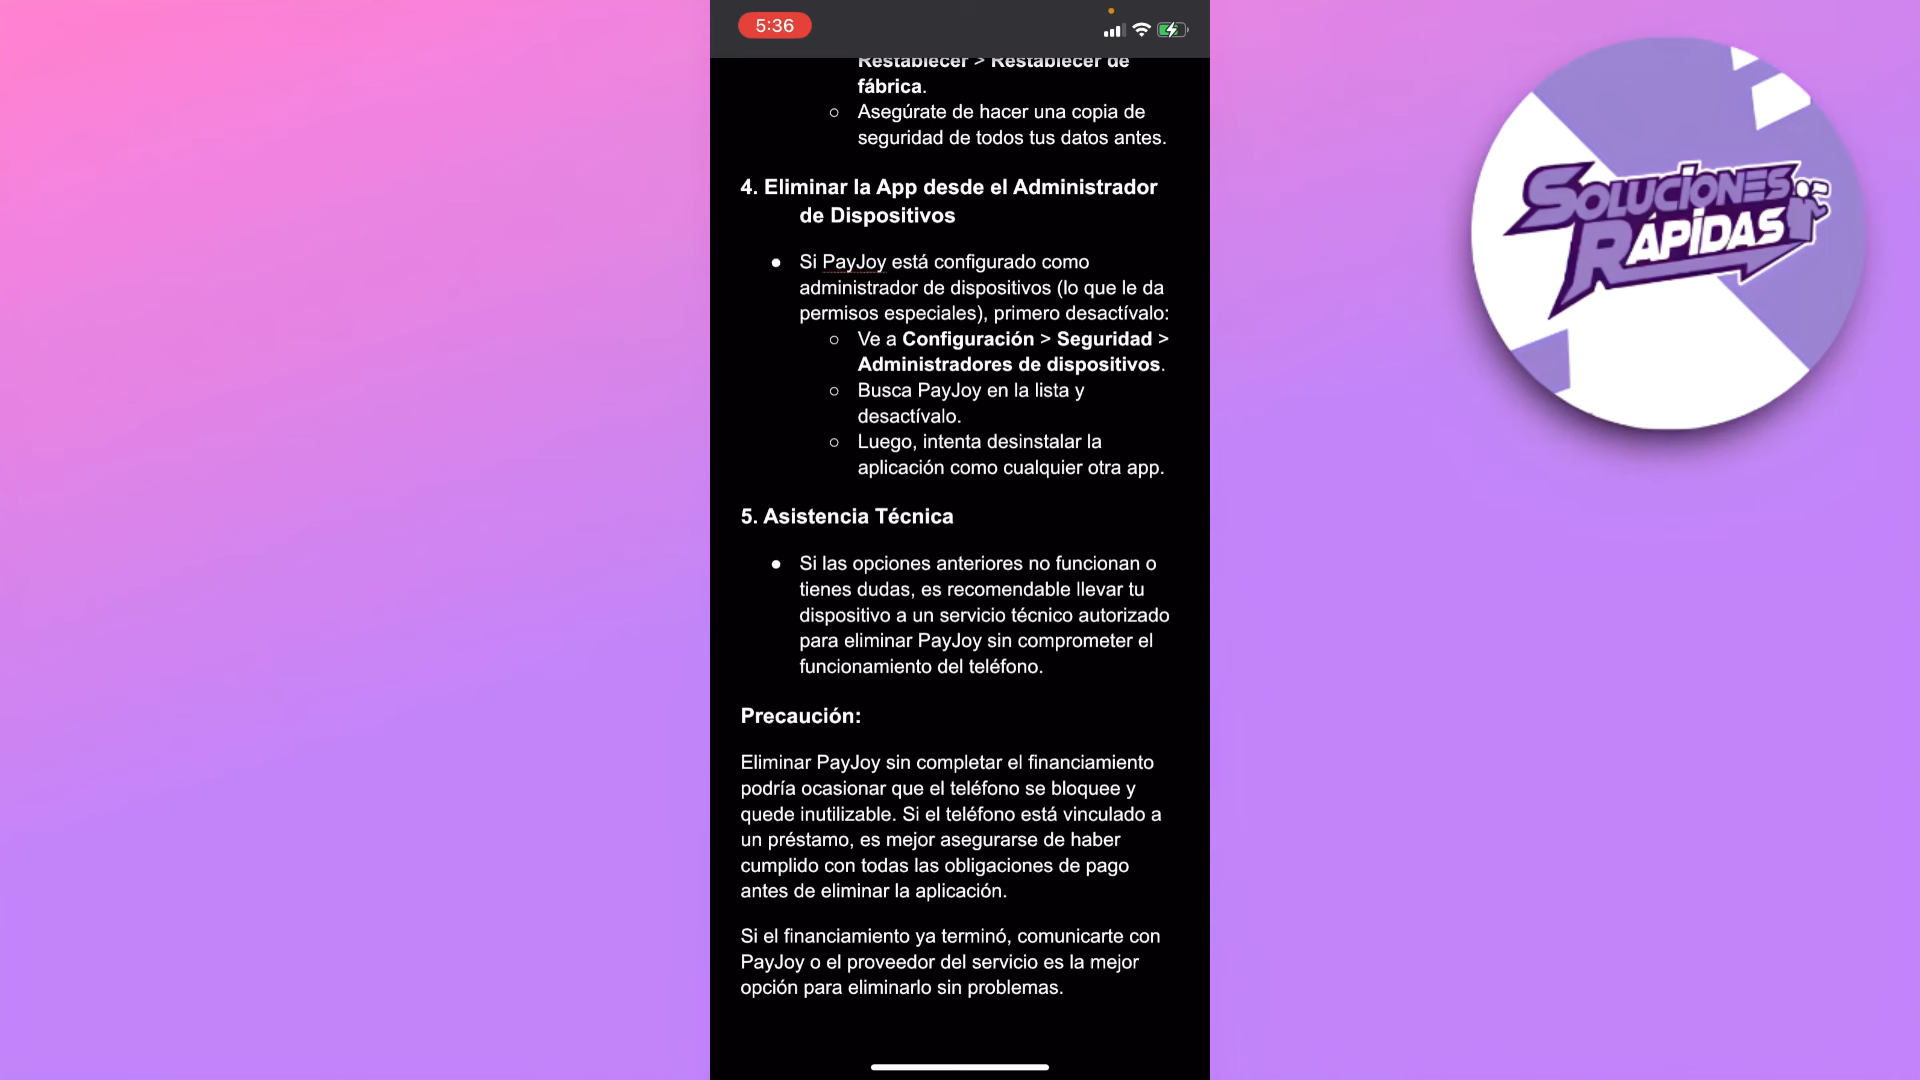 5:36
Restablecer > Restablecer de
fábrica.
○ Asegúrate de hacer una copia de
seguridad de todos tus datos antes.
4. Eliminar la App desde el Administrador
de Dispositivos
● Si PayJoy está configurado como
administrador de dispositivos (lo que le da
permisos especiales), primero desactívalo:
○ Ve a Configuración > Seguridad >
Administradores de dispositivos.
○ Busca PayJoy en la lista y
desactívalo.
○ Luego, intenta desinstalar la
aplicación como cualquier otra app.
5. Asistencia Técnica
● Si las opciones anteriores no funcionan o
tienes dudas, es recomendable llevar tu
dispositivo a un servicio técnico autorizado
para eliminar PayJoy sin comprometer el
funcionamiento del teléfono.
Precaución:
Eliminar PayJoy sin completar el financiamiento
podría ocasionar que el teléfono se bloquee y
quede inutilizable. Si el teléfono está vinculado a
un préstamo, es mejor asegurarse de haber
cumplido con todas las obligaciones de pago
antes de eliminar la aplicación.
Si el financiamiento ya terminó, comunicarte con
PayJoy o el proveedor del servicio es la mejor
opción para eliminarlo sin problemas.
SOLUCIONES
RÁPIDAS